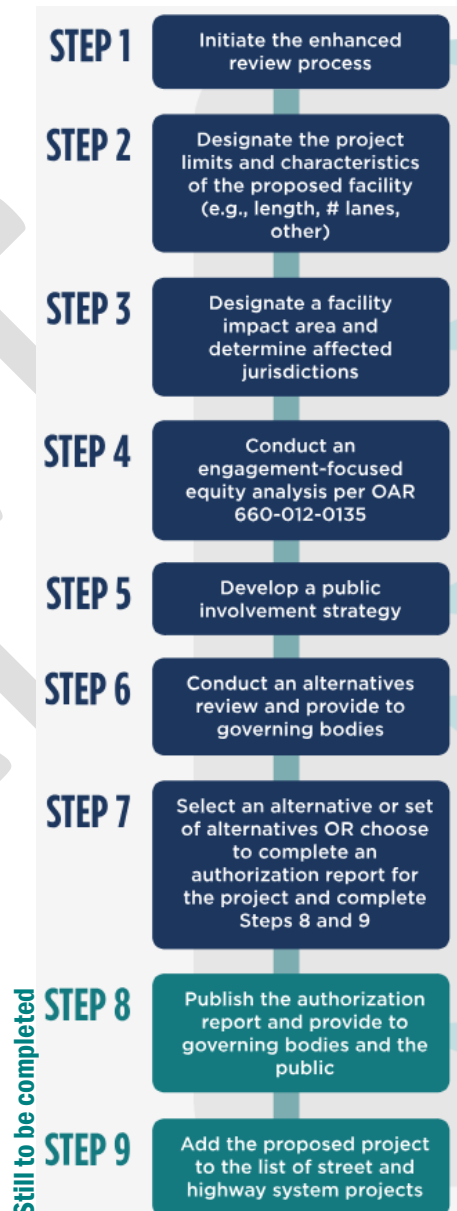 STEP 1
Initiate the enhanced
review process
STEP 2
Designate the project
limits and characteristics
of the proposed facility
(e.g., length, # lanes,
other)
STEP 3
Designate a facility
impact area and
determine affected
jurisdictions
STEP 4
Conduct an
engagement-focused
equity analysis per OAR
660-012-0135
STEP 5
Develop a public
involvement strategy
STEP 6
Conduct an alternatives
review and provide to
governing bodies
STEP 7
Select an alternative or set
of alternatives OR choose
to complete an
authorization report for
the project and complete
Steps 8 and 9
Still to be completed
STEP 8
Publish the authorization
report and provide to
governing bodies and the
public
STEP 9
Add the proposed project
to the list of street and
highway system projects